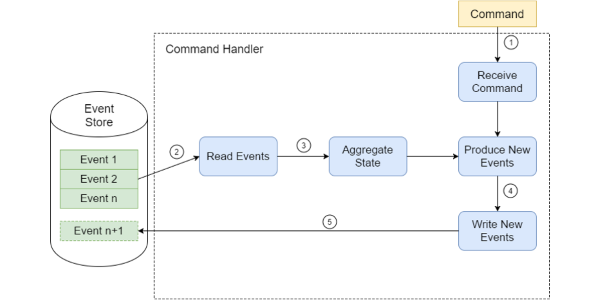 Command
1
Command Handler
Receive
Command
Event
Store
Event 1
Event 2
Event n
Event n+1
2
Read Events
3
Aggregate
State
Produce New
Events
4
5
Write New
Events